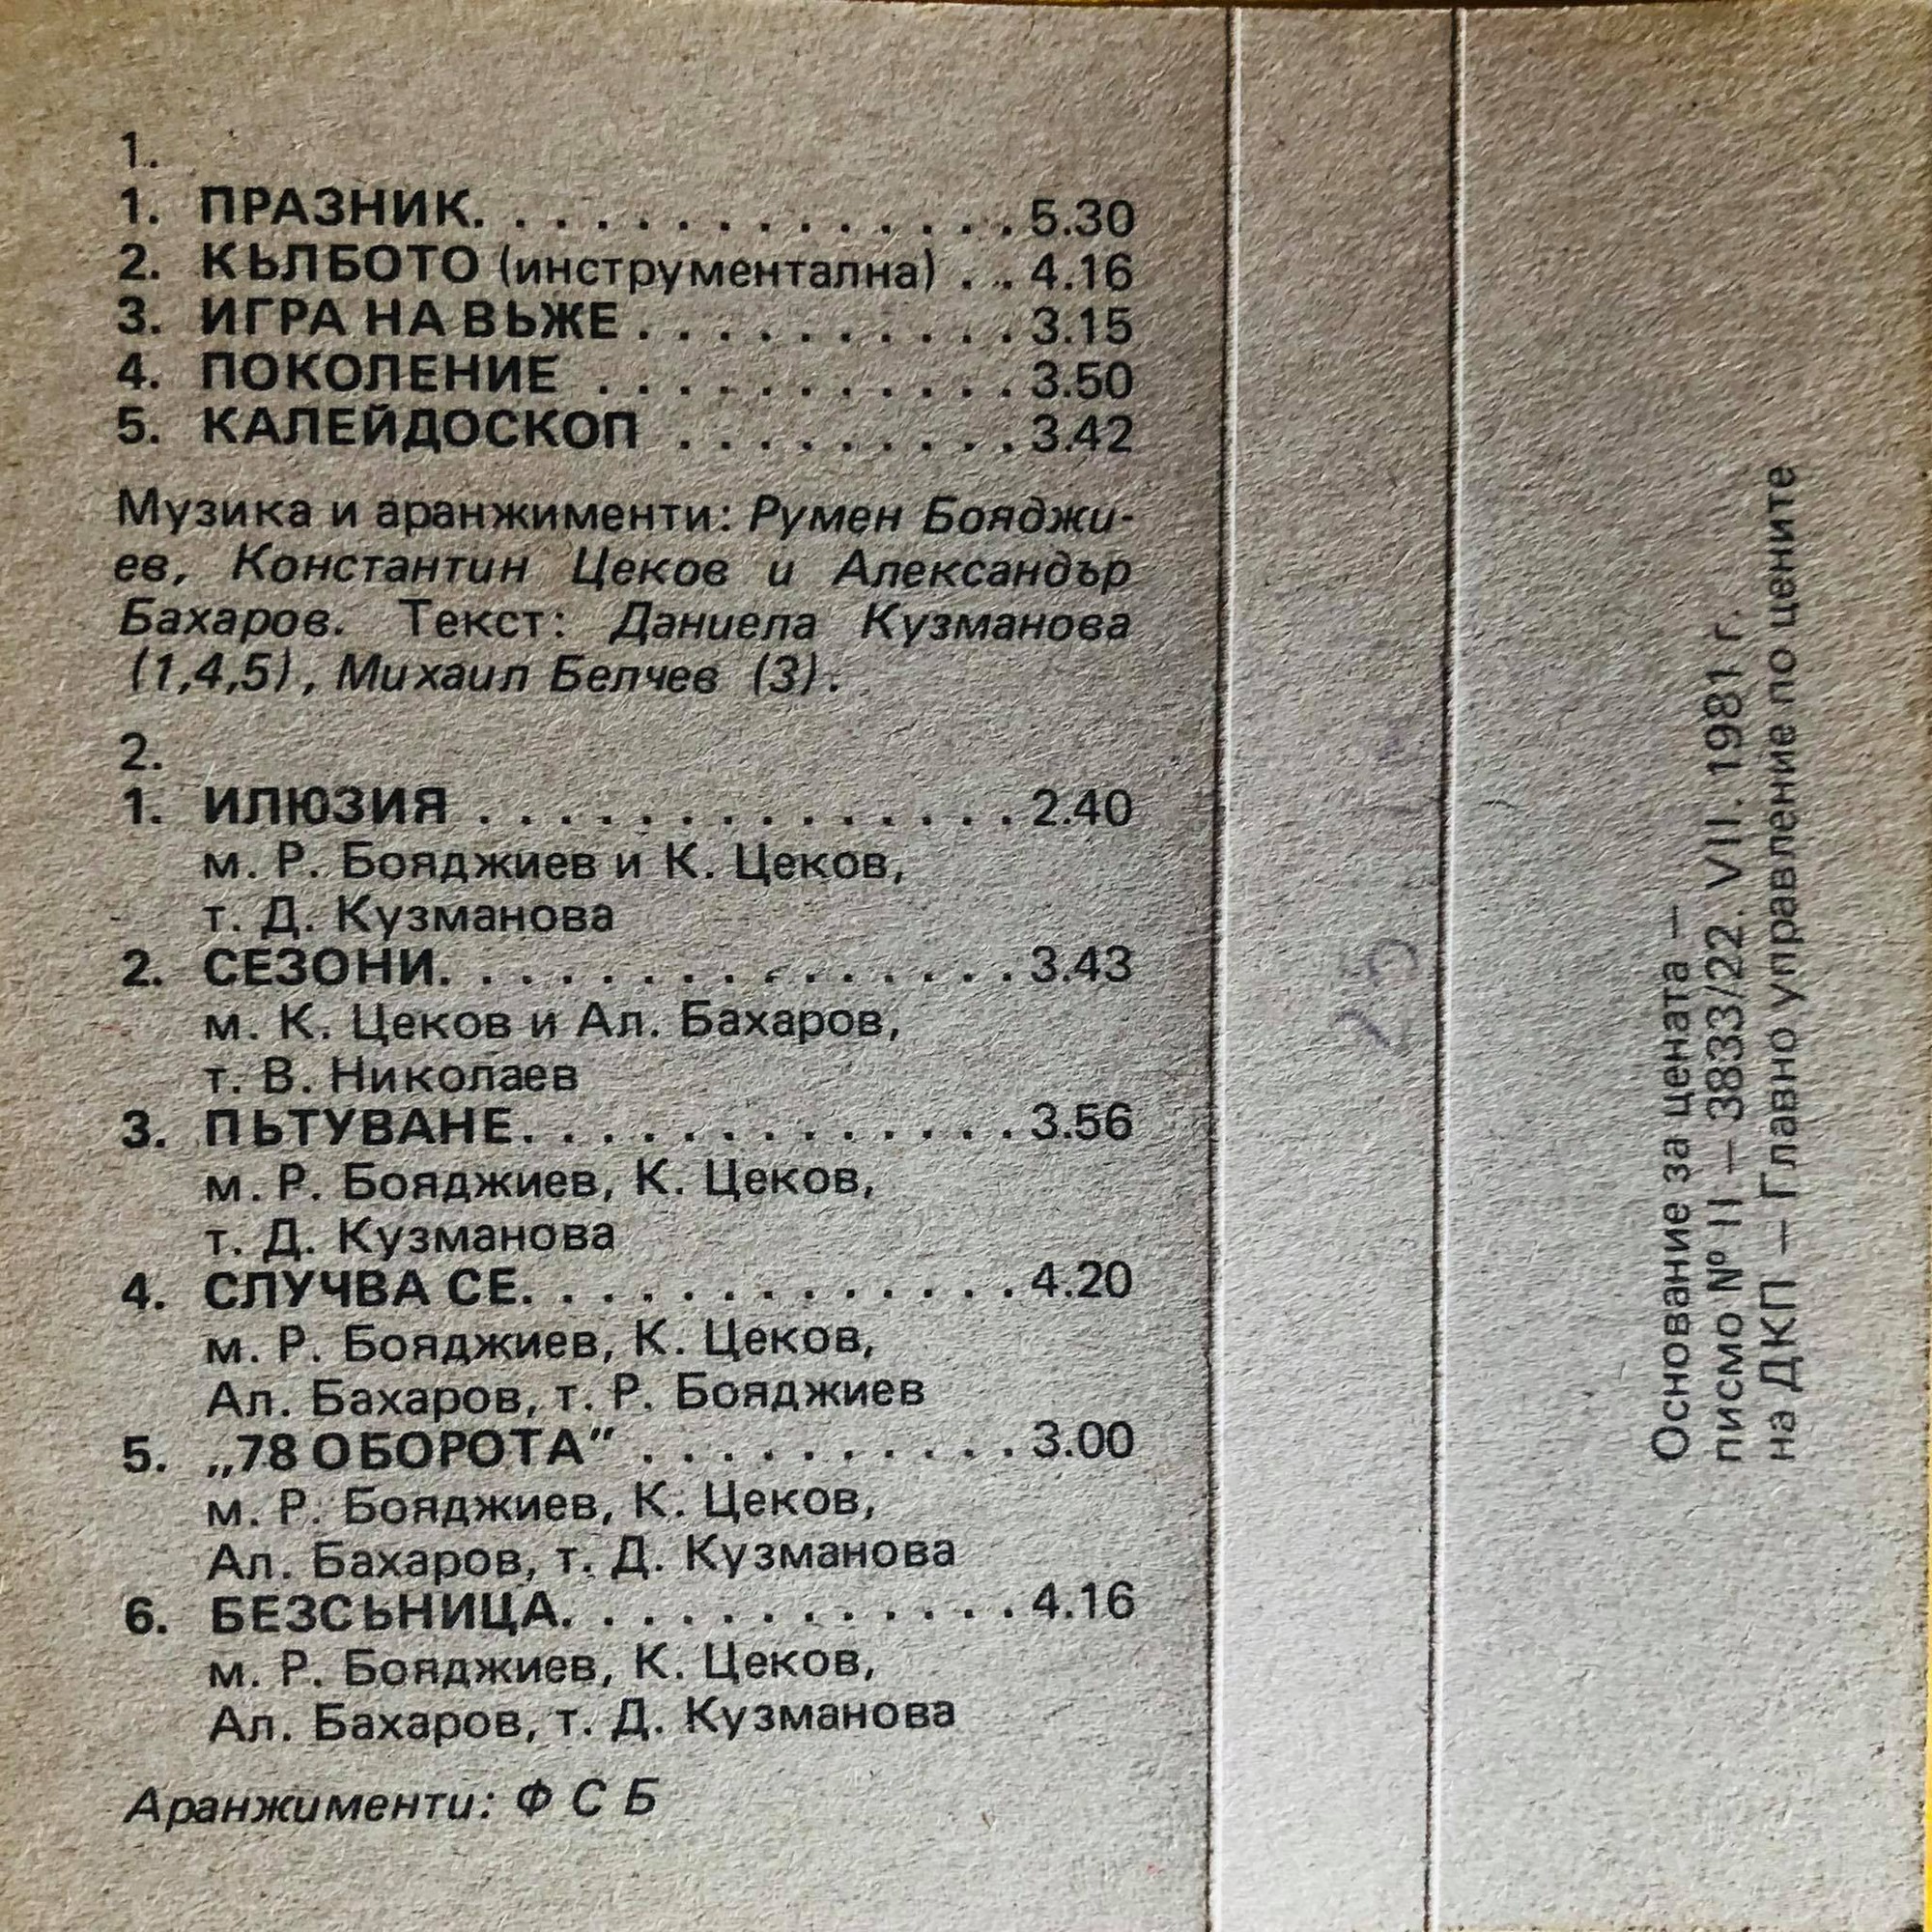 1.
1. ПРАЗНИК. . . . . . . . . . . . . . 5.30
2. КЪЛБОТО (инструментална) . . . 4.16
3. ИГРА НА ВЪЖЕ . . . . . . . . . . 3.15
4. ПОКОЛЕНИЕ . . . . . . . . . . . 3.50
5. КАЛЕЙДОСКОП . . . . . . . . . 3.42
Музика и аранжименти: Румен Бояджи-
ев, Константин Цеков и Александър
Бахаров. Текст: Даниела Кузманова
(1,4,5), Михаил Белчев (3).
2.
1. ИЛЮЗИЯ . . . . . . . . . . . . . . 2.40
м. Р. Бояджиев и К. Цеков,
т. Д. Кузманова
2. СЕЗОНИ. . . . . . . . . . . . . . . 3.43
м. К. Цеков и Ал. Бахаров,
т. В. Николаев
3. ПЪТУВАНЕ. . . . . . . . . . . . . 3.56
м. Р. Бояджиев, К. Цеков,
т. Д. Кузманова
4. СЛУЧВА СЕ. . . . . . . . . . . . . 4.20
м. Р. Бояджиев, К. Цеков,
Ал. Бахаров, т. Р. Бояджиев
5. „78 ОБОРОТА” . . . . . . . . . . 3.00
м. Р. Бояджиев, К. Цеков,
Ал. Бахаров, т. Д. Кузманова
6. БЕЗСЪНИЦА. . . . . . . . . . . . 4.16
м. Р. Бояджиев, К. Цеков,
Ал. Бахаров, т. Д. Кузманова
Аранжименти: Ф С Б
Основание за цената —
писмо № II — 3833/22. VII. 1981 г.
на ДКП — Главно управление по цените